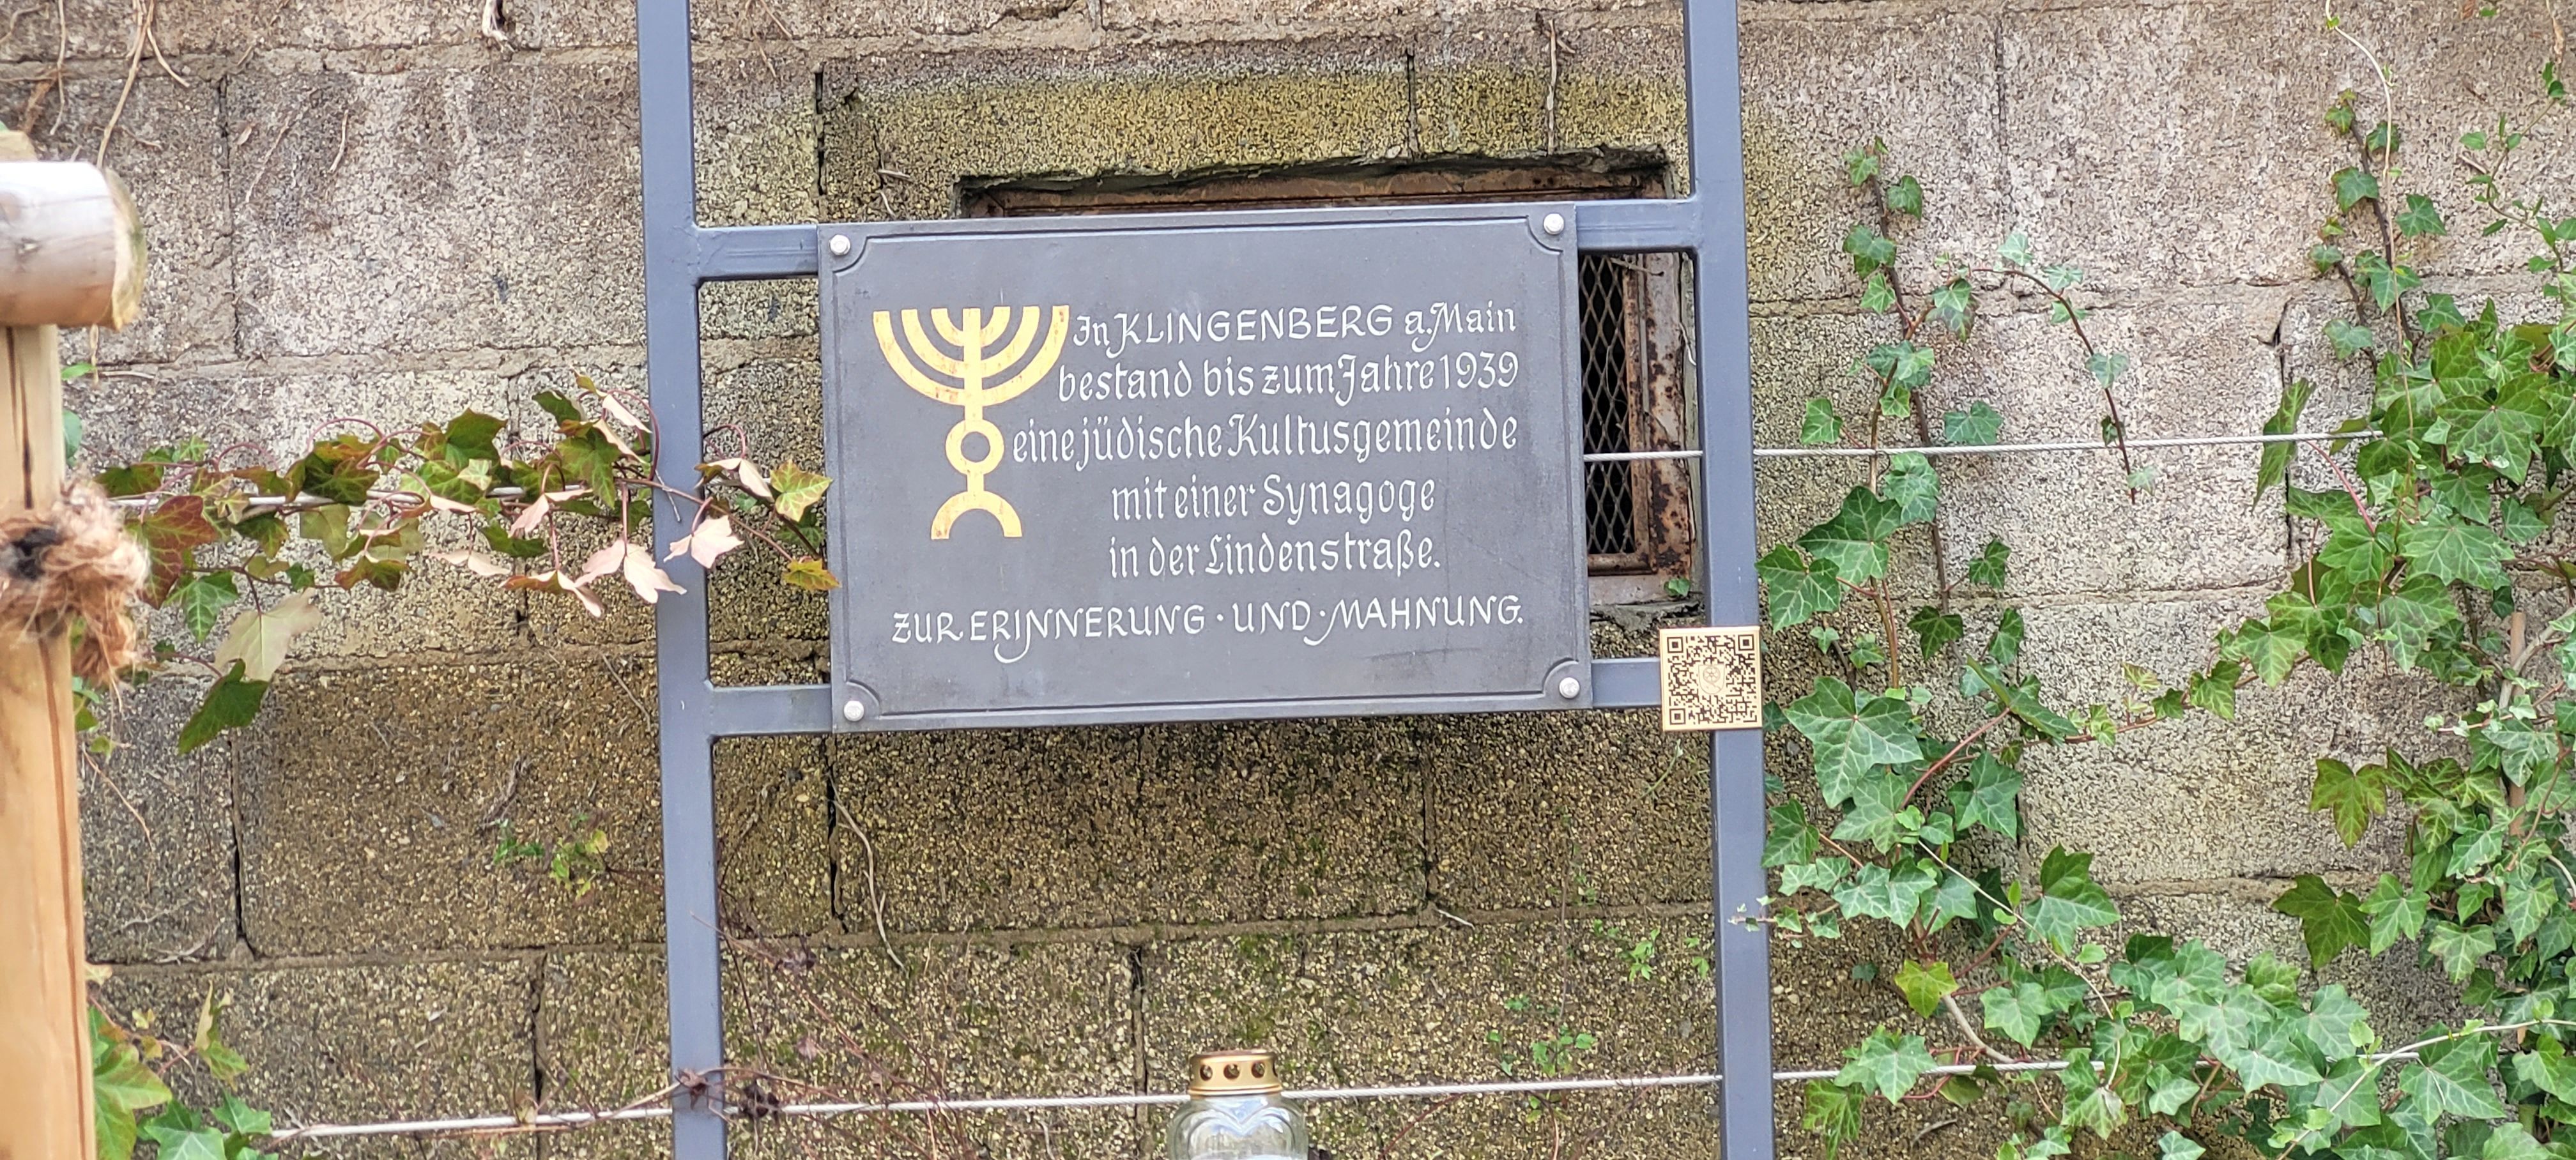 In KLINGENBERG a.Main
bestand bis zum Jahre 1939
eine jüdische Kultusgemeinde
mit einer Synagoge
in der Lindenstraße.
ZUR ERINNERUNG · UND · MAHNUNG.